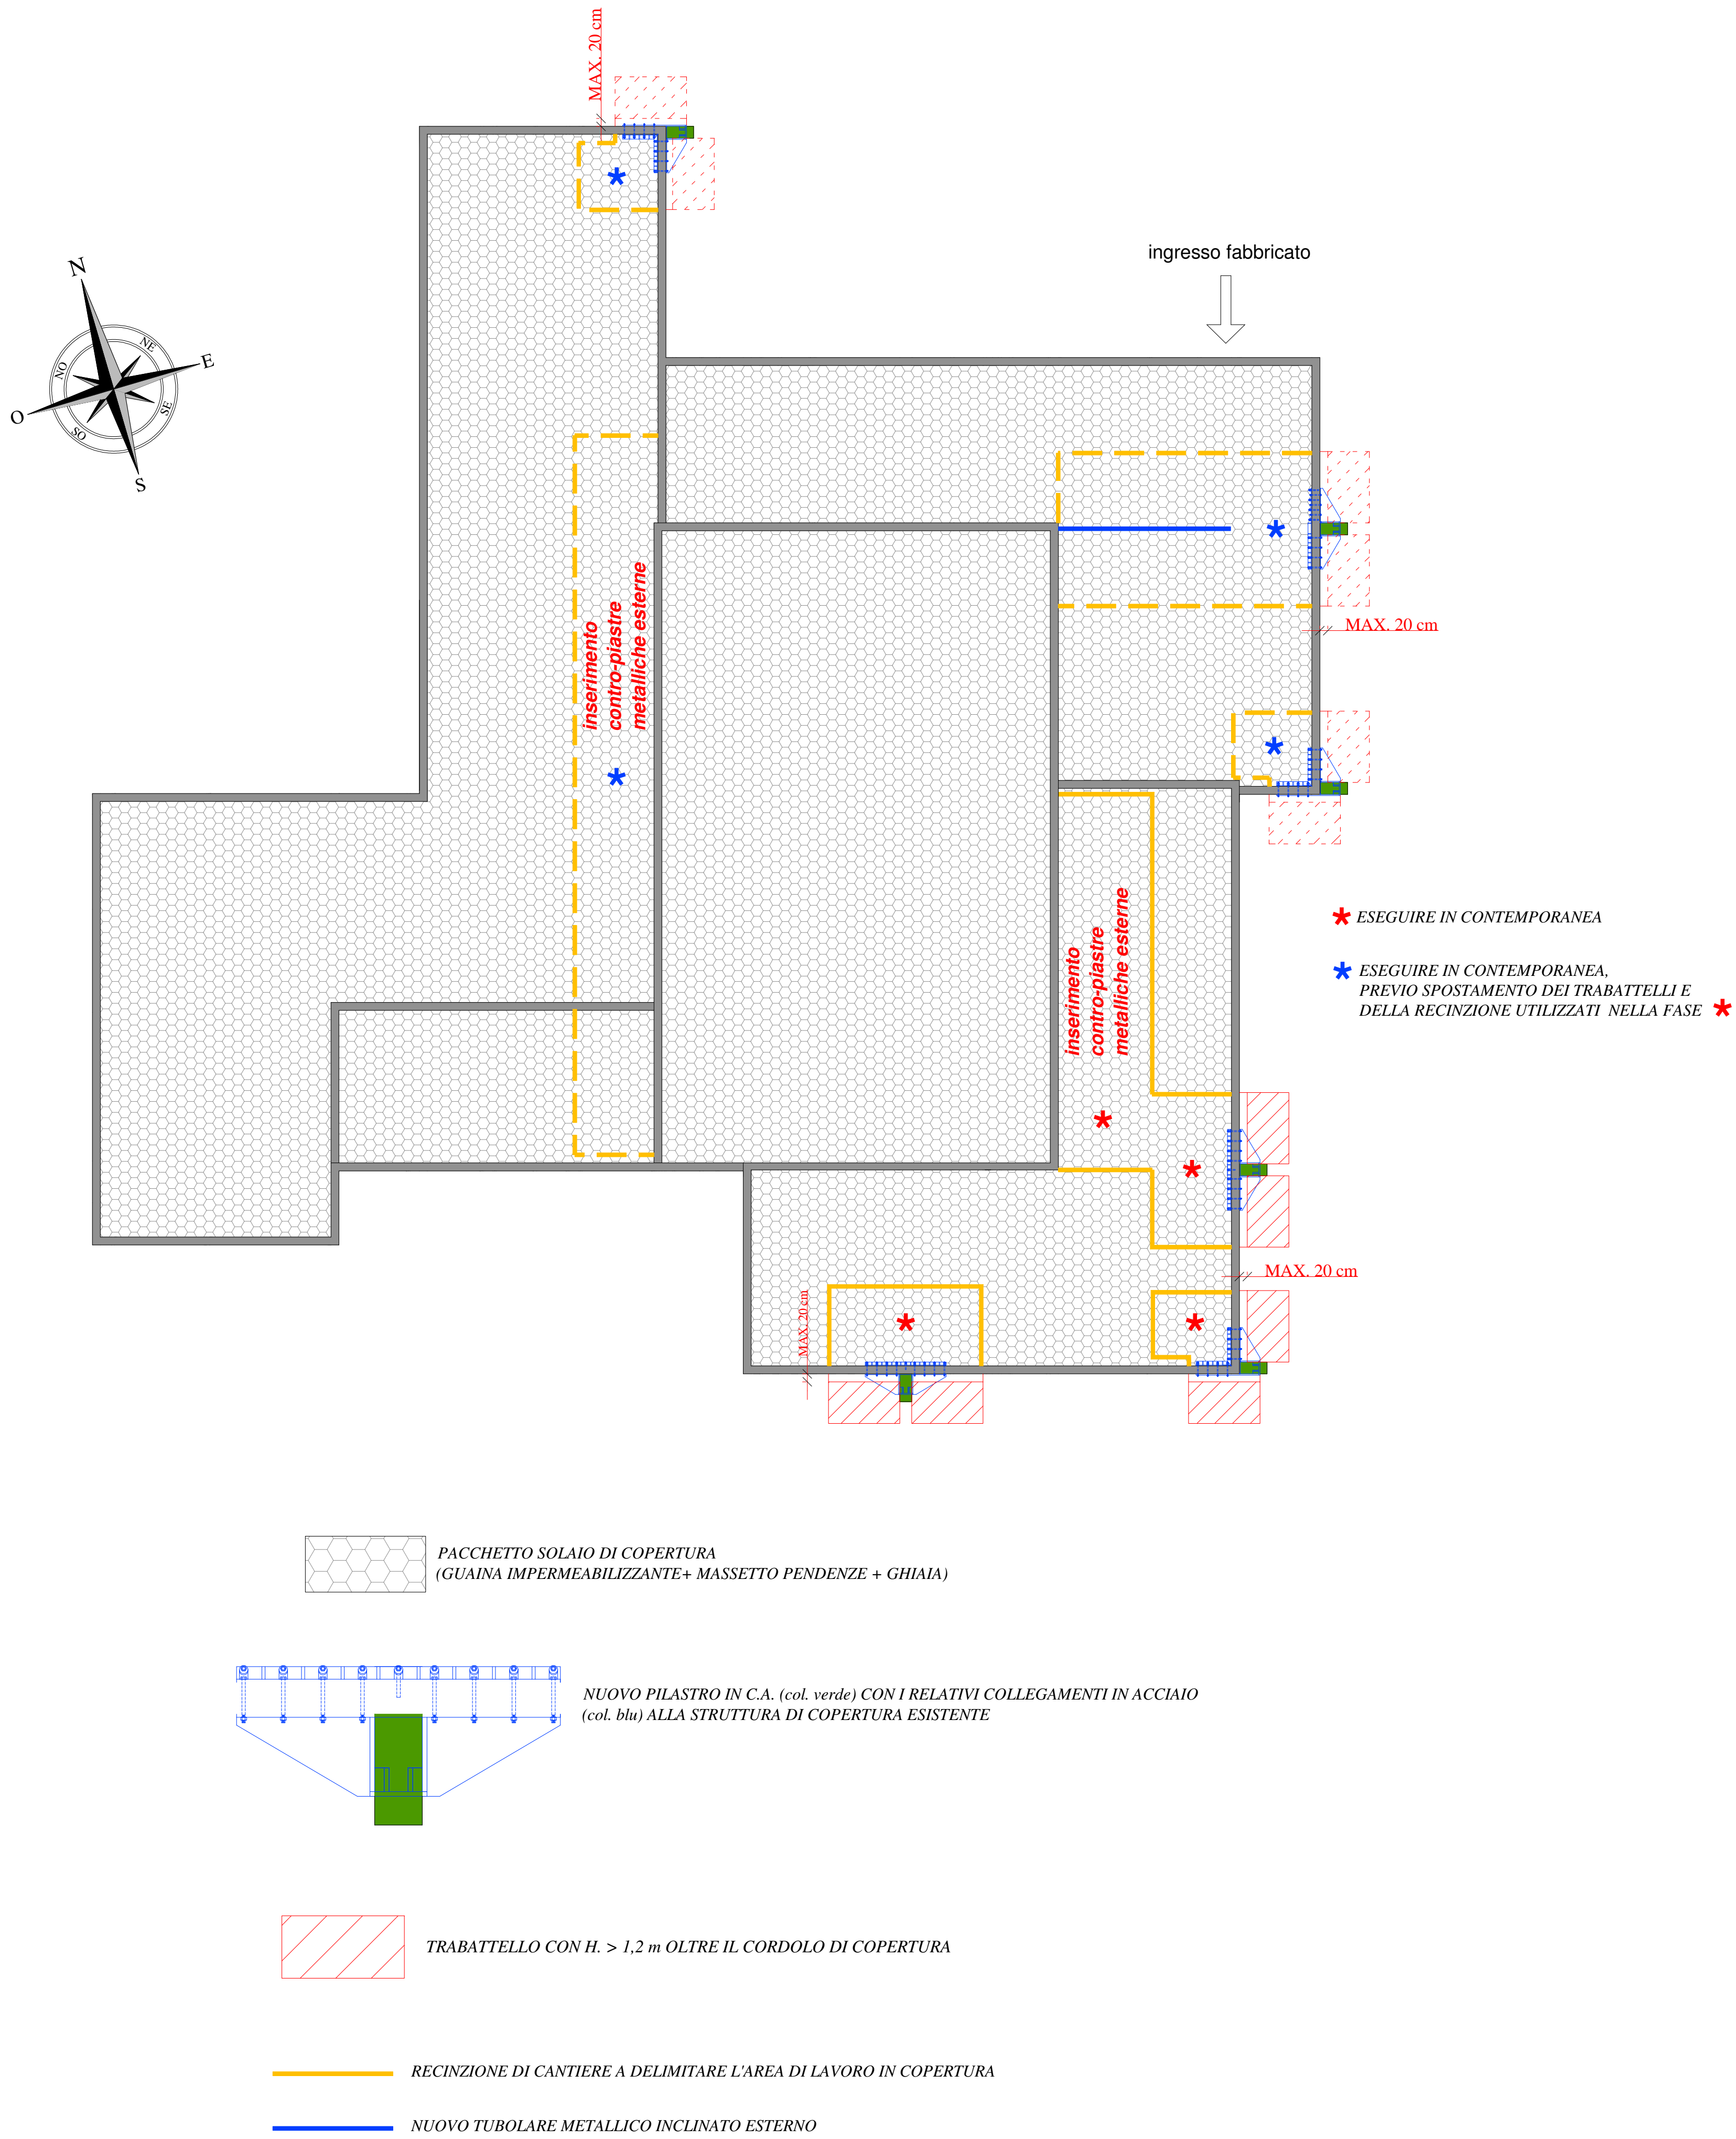 MAX. 20 cm
ingresso fabbricato
N
NE
E
SE
S
SO
O
NO
inserimento
contro-piastre
metalliche esterne
*
*
*
*
MAX. 20 cm
inserimento
contro-piastre
metalliche esterne
*
*
*
*
MAX. 20 cm
MAX. 20 cm
* ESEGUIRE IN CONTEMPORANEA
* ESEGUIRE IN CONTEMPORANEA,
PREVIO SPOSTAMENTO DEI TRABATTELLI E
DELLA RECINZIONE UTILIZZATI NELLA FASE *
PACCHETTO SOLAIO DI COPERTURA
(GUAINA IMPERMEABILIZZANTE+ MASSETTO PENDENZE + GHIAIA)
NUOVO PILASTRO IN C.A. (col. verde) CON I RELATIVI COLLEGAMENTI IN ACCIAIO
(col. blu) ALLA STRUTTURA DI COPERTURA ESISTENTE
TRABATTELLO CON H. > 1,2 m OLTRE IL CORDOLO DI COPERTURA
RECINZIONE DI CANTIERE A DELIMITARE L'AREA DI LAVORO IN COPERTURA
NUOVO TUBOLARE METALLICO INCLINATO ESTERNO